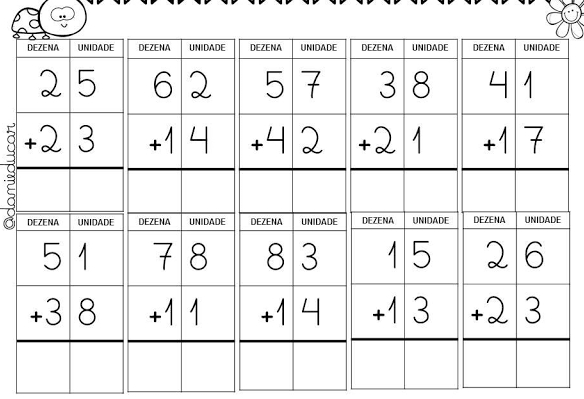 DEZENA UNIDADE DEZENA UNIDADE DEZENA UNIDADE DEZENA UNIDADE DEZENA UNIDADE
2 5 6 2 5 7 3 8 4 1
+2 3 +1 4 +4 2 +2 1 +1 7
DEZENA UNIDADE DEZENA UNIDADE DEZENA UNIDADE DEZENA UNIDADE DEZENA UNIDADE
5 1 7 8 8 3 1 5 2 6
+3 8 +1 1 +1 4 +1 3 +2 3
@damieducar